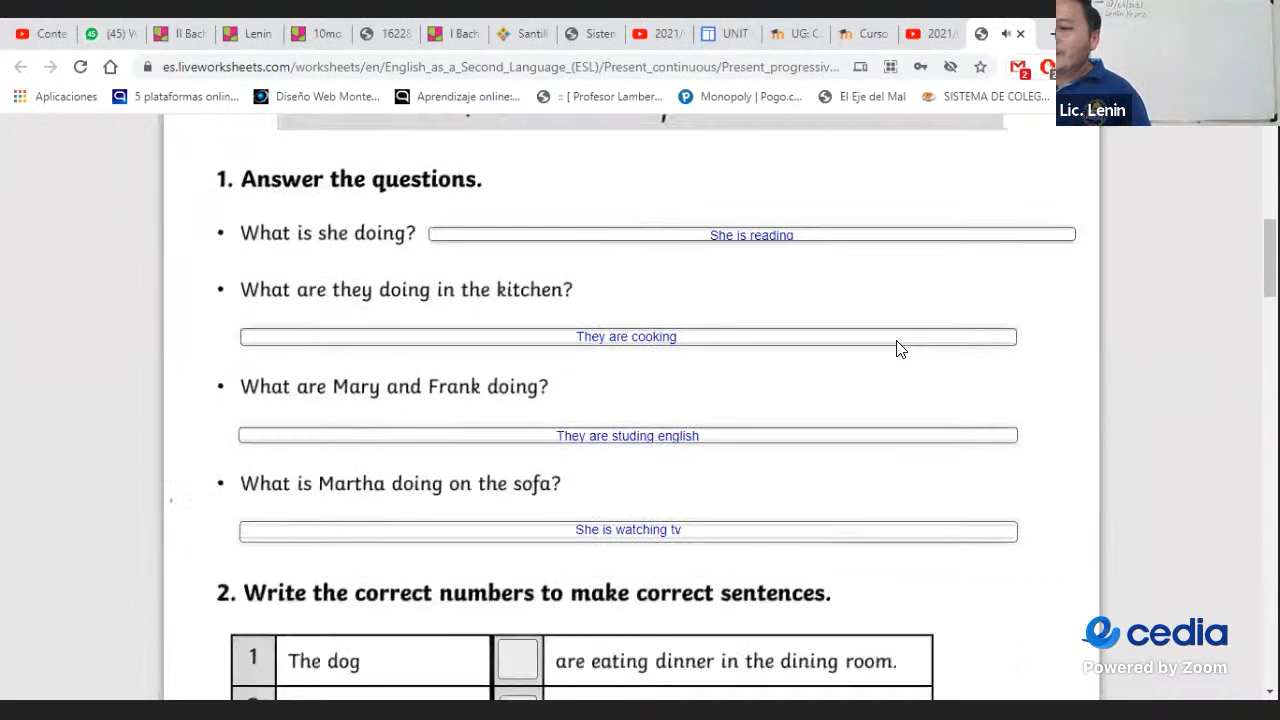 Conte
(45) W
II Bach
Lenin
10mo
16228
I Bach
Santill
Sister
2021/
UNIT
UG: C
Curso
2021/
es.liveworksheets.com/worksheets/en/English_as_a_Second_Language_(ESL)/Present_continuous/Present_progressiv...
2
Aplicaciones
5 plataformas onlin...
Diseño Web Monte...
Aprendizaje online:...
:: [ Profesor Lamber...
Monopoly | Pogo.c...
El Eje del Mal
SISTEMA DE COLEG...
Lic. Lenin
1. Answer the questions.
• What is she doing? She is reading
• What are they doing in the kitchen?
They are cooking
• What are Mary and Frank doing?
They are studing english
• What is Martha doing on the sofa?
She is watching tv
2. Write the correct numbers to make correct sentences.
1 The dog are eating dinner in the dining room.
cedia
Powered by Zoom